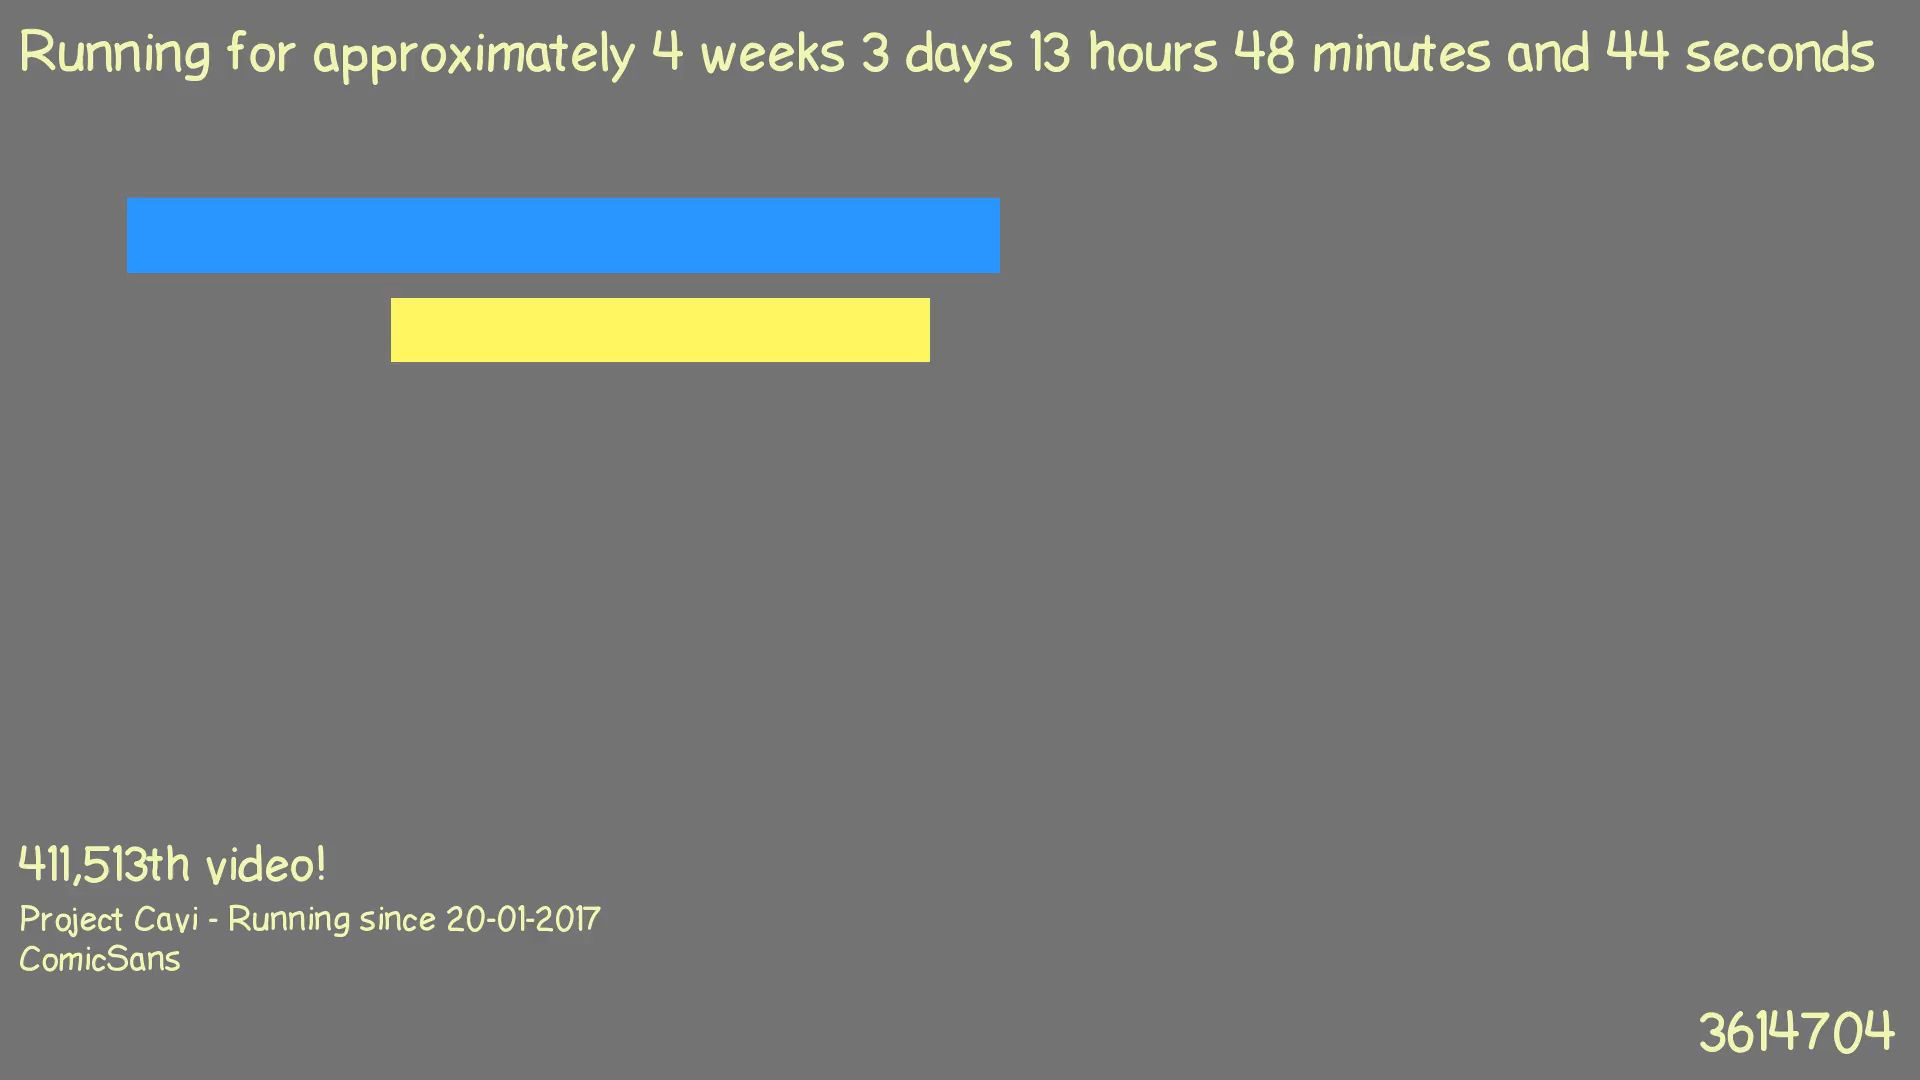 Running for approximately 4 weeks 3 days 13 hours 48 minutes and 44 seconds
411,513th video!
Project Cavi - Running since 20-01-2017
ComicSans
3614704